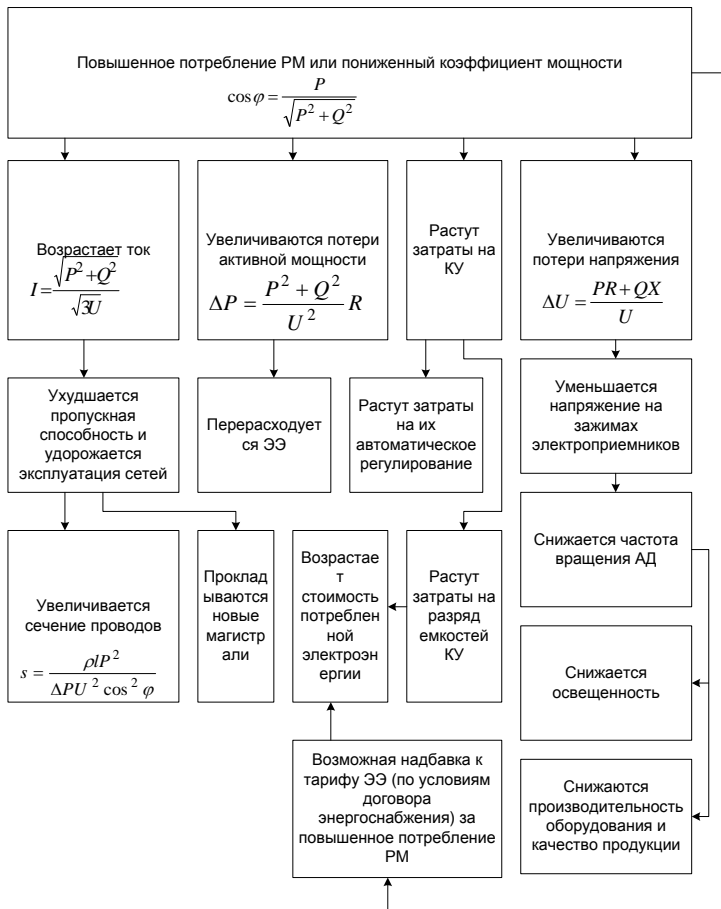 Повышенное потребление РМ или пониженный коэффициент мощности
cos φ = P / √(P² + Q²)
Возрастает ток
I = √(P² + Q²) / √3U
Увеличиваются потери
активной мощности
ΔP = (P² + Q²) / U² R
Растут
затраты на
КУ
Увеличиваются
потери напряжения
ΔU = (PR + QX) / U
Ухудшается
пропускная
способность и
удорожается
эксплуатация сетей
Перерасходует
ся ЭЭ
Растут затраты
на их
автоматическое
регулирование
Уменьшается
напряжение на
зажимах
электроприемников
Увеличивается
сечение проводов
s = ρlP² / ΔPU² cos² φ
Проклад
ываются
новые
магистр
али
Возрастае
т
стоимость
потреблен
ной
электроэн
ергии
Растут
затраты на
разряд
емкостей
КУ
Снижается частота
вращения АД
Снижается
освещенность
Возможная надбавка к
тарифу ЭЭ (по условиям
договора
энергоснабжения) за
повышенное потребление
РМ
Снижаются
производительность
оборудования и
качество продукции